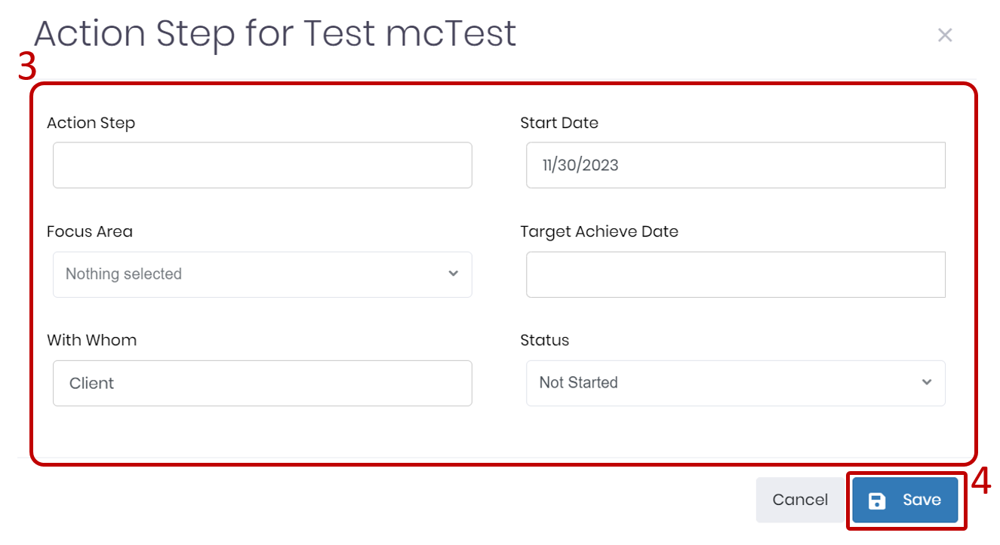 Action Step for Test mcTest
×
3
Action Step
Start Date
11/30/2023
Focus Area
Target Achieve Date
Nothing selected
With Whom
Status
Client
Not Started
Cancel
Save
4